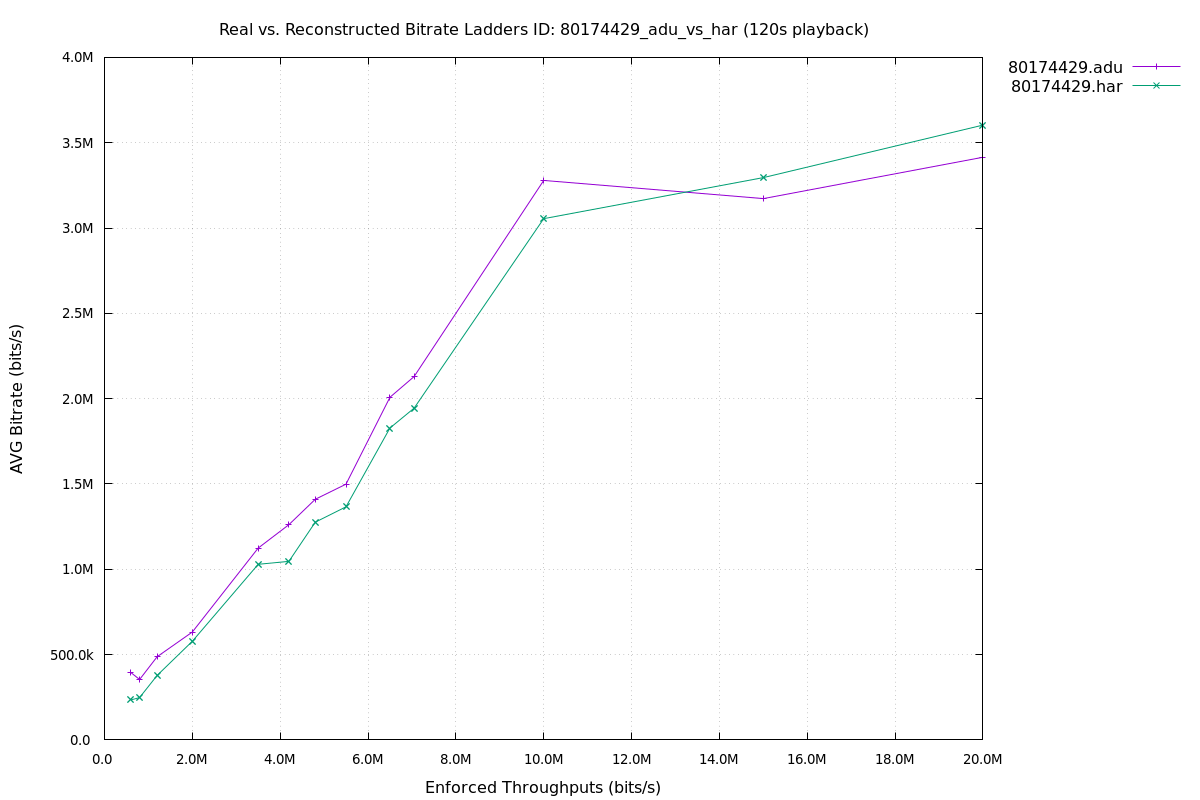 Real vs. Reconstructed Bitrate Ladders ID: 80174429_adu_vs_har (120s playback)
80174429.adu
80174429.har
4.0M
3.5M
3.0M
2.5M
2.0M
1.5M
1.0M
500.0k
0.0
AVG Bitrate (bits/s)
0.0 2.0M 4.0M 6.0M 8.0M 10.0M 12.0M 14.0M 16.0M 18.0M 20.0M
Enforced Throughputs (bits/s)